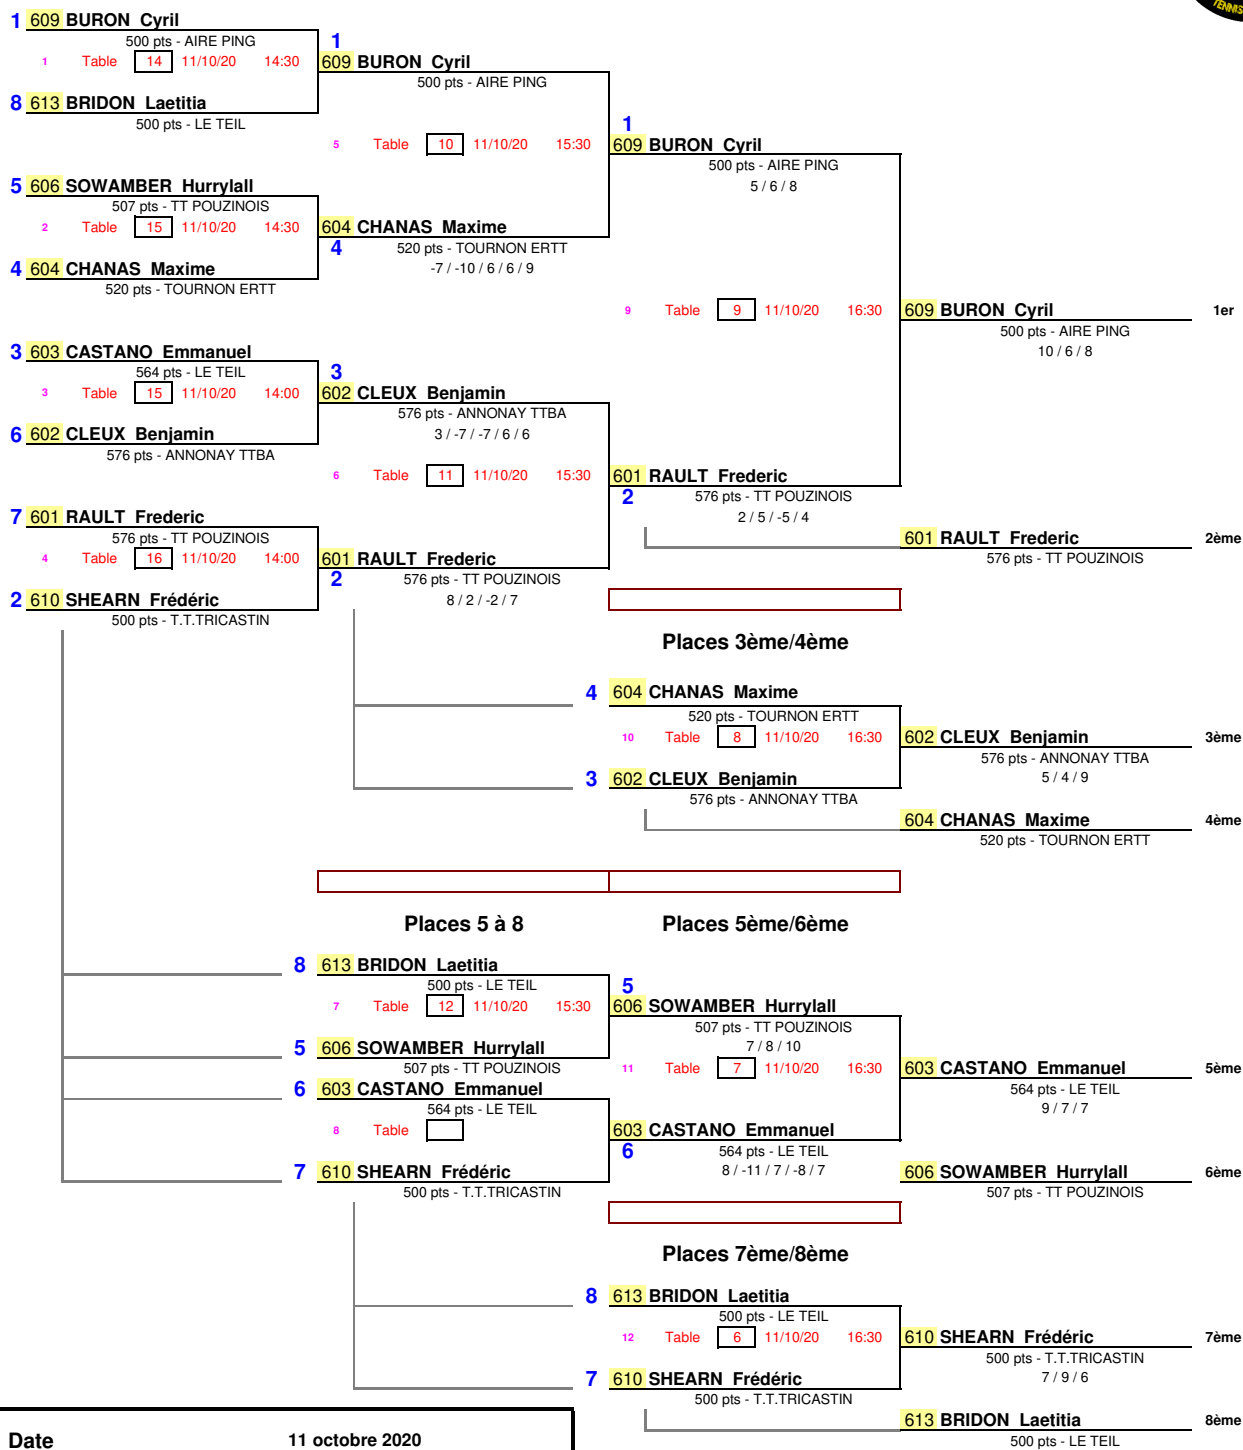 TENNIS
1 609 BURON Cyril
500 pts - AIRE PING
1 Table 14 11/10/20 14:30
8 613 BRIDON Laetitia
500 pts - LE TEIL
5 606 SOWAMBER Hurrylall
507 pts - TT POUZINOIS
2 Table 15 11/10/20 14:30
4 604 CHANAS Maxime
520 pts - TOURNON ERTT
3 603 CASTANO Emmanuel
564 pts - LE TEIL
3 Table 15 11/10/20 14:00
6 602 CLEUX Benjamin
576 pts - ANNONAY TTBA
7 601 RAULT Frederic
576 pts - TT POUZINOIS
4 Table 16 11/10/20 14:00
2 610 SHEARN Frédéric
500 pts - T.T.TRICASTIN
1
609 BURON Cyril
500 pts - AIRE PING
5 Table 10 11/10/20 15:30
604 CHANAS Maxime
4 520 pts - TOURNON ERTT
-7 / -10 / 6 / 6 / 9
3
602 CLEUX Benjamin
576 pts - ANNONAY TTBA
3 / -7 / -7 / 6 / 6
6 Table 11 11/10/20 15:30
601 RAULT Frederic
2 576 pts - TT POUZINOIS
8 / 2 / -2 / 7
1
609 BURON Cyril
500 pts - AIRE PING
5 / 6 / 8
9 Table 9 11/10/20 16:30
601 RAULT Frederic
2 576 pts - TT POUZINOIS
2 / 5 / -5 / 4
609 BURON Cyril 1er
500 pts - AIRE PING
10 / 6 / 8
601 RAULT Frederic 2ème
576 pts - TT POUZINOIS
Places 3ème/4ème
4 604 CHANAS Maxime
520 pts - TOURNON ERTT
10 Table 8 11/10/20 16:30
3 602 CLEUX Benjamin
576 pts - ANNONAY TTBA
602 CLEUX Benjamin 3ème
576 pts - ANNONAY TTBA
5 / 4 / 9
604 CHANAS Maxime 4ème
520 pts - TOURNON ERTT
Places 5 à 8
8 613 BRIDON Laetitia
500 pts - LE TEIL
7 Table 12 11/10/20 15:30
5 606 SOWAMBER Hurrylall
507 pts - TT POUZINOIS
6 603 CASTANO Emmanuel
564 pts - LE TEIL
8 Table
7 610 SHEARN Frédéric
500 pts - T.T.TRICASTIN
Places 5ème/6ème
5
606 SOWAMBER Hurrylall
507 pts - TT POUZINOIS
7 / 8 / 10
11 Table 7 11/10/20 16:30
603 CASTANO Emmanuel
6 564 pts - LE TEIL
8 / -11 / 7 / -8 / 7
603 CASTANO Emmanuel 5ème
564 pts - LE TEIL
9 / 7 / 7
606 SOWAMBER Hurrylall 6ème
507 pts - TT POUZINOIS
Places 7ème/8ème
8 613 BRIDON Laetitia
500 pts - LE TEIL
12 Table 6 11/10/20 16:30
7 610 SHEARN Frédéric
500 pts - T.T.TRICASTIN
610 SHEARN Frédéric 7ème
500 pts - T.T.TRICASTIN
7 / 9 / 6
613 BRIDON Laetitia 8ème
500 pts - LE TEIL
Date 11 octobre 2020